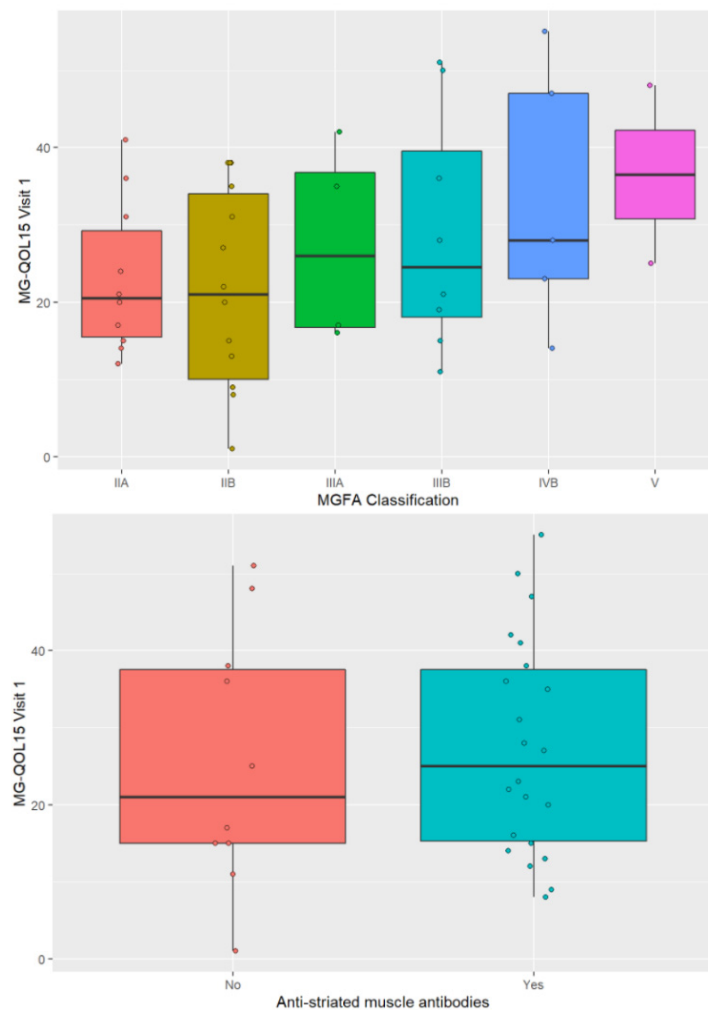 MG-QOL15 Visit 1
40
20
0
IIA IIB IIIA IIIB IVB V
MGFA Classification
MG-QOL15 Visit 1
40
20
0
No Yes
Anti-striated muscle antibodies